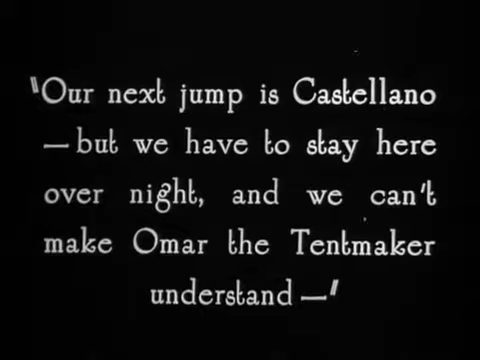 "Our next jump is Castellano
—but we have to stay here
over night, and we can't
make Omar the Tentmaker
understand—"